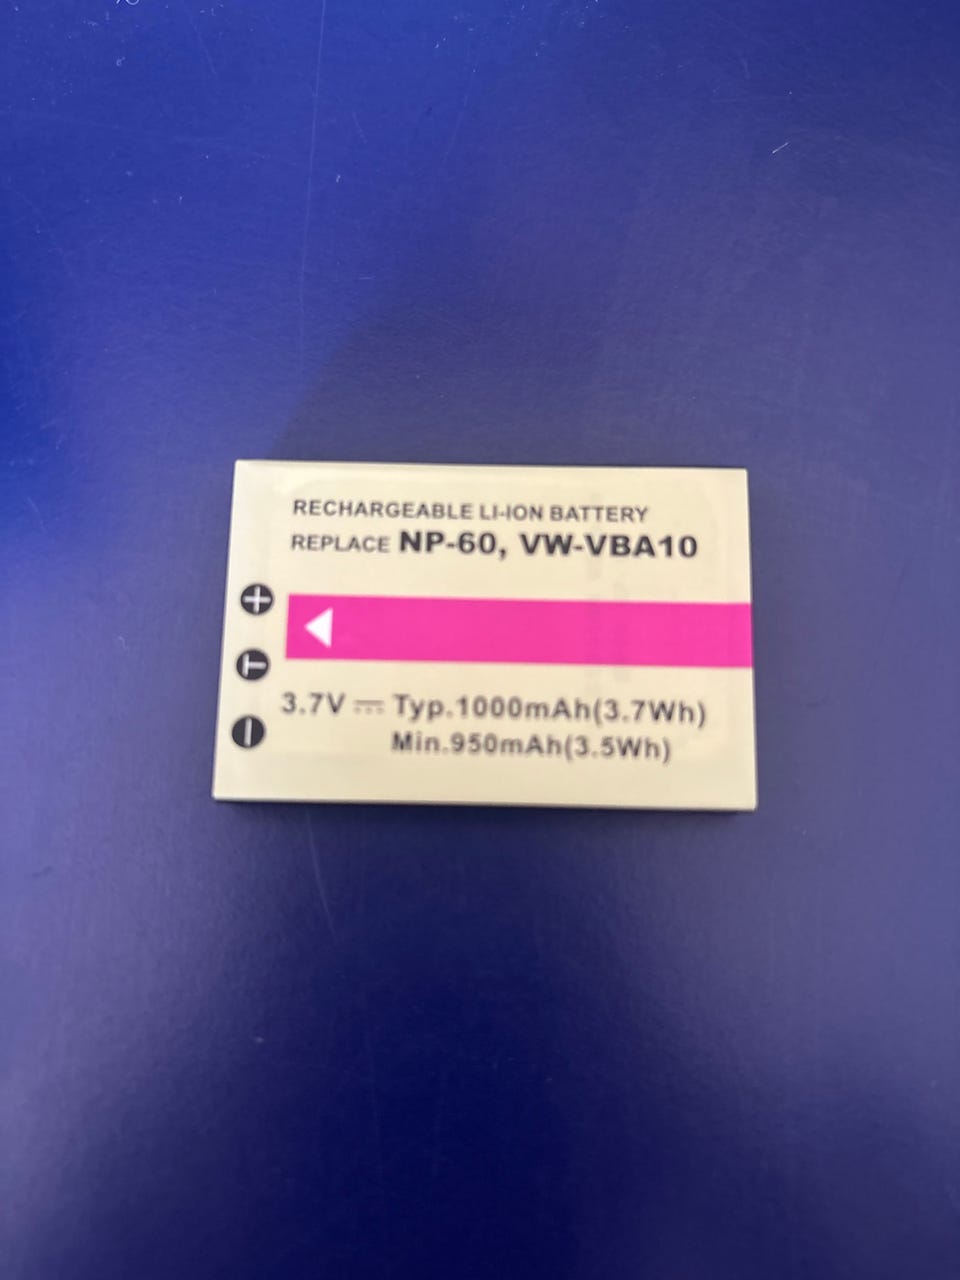 RECHARGEABLE LI-ION BATTERY
REPLACE NP-60, VW-VBA10
+
T
−
3.7V ⎓ Typ.1000mAh(3.7Wh)
Min.950mAh(3.5Wh)